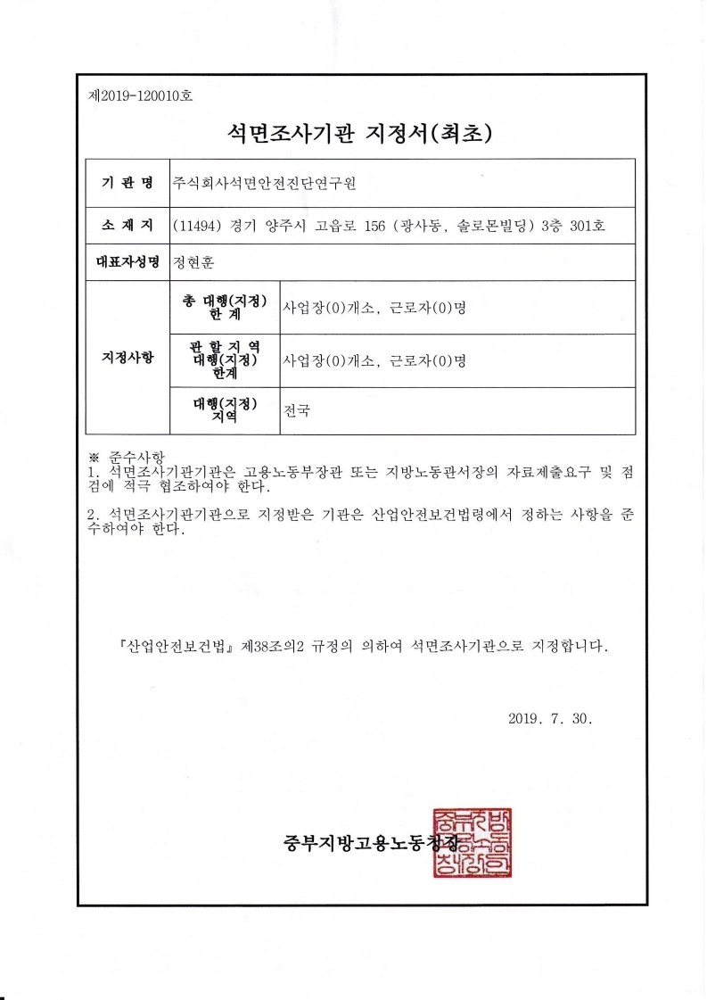 제2019-120010호
석면조사기관 지정서(최초)
기 관 명
주식회사석면안전진단연구원
소 재 지
(11494) 경기 양주시 고읍로 156 (광사동, 솔로몬빌딩) 3층 301호
대표자성명
정현훈
지정사항
총 대행(지정)
한 계
사업장(0)개소, 근로자(0)명
관 할 지 역
대행(지정)
한계
사업장(0)개소, 근로자(0)명
대행(지정)
지역
전국
※ 준수사항
1. 석면조사기관기관은 고용노동부장관 또는 지방노동관서장의 자료제출요구 및 점
검에 적극 협조하여야 한다.
2. 석면조사기관기관으로 지정받은 기관은 산업안전보건법령에서 정하는 사항을 준
수하여야 한다.
『산업안전보건법』 제38조의2 규정의 의하여 석면조사기관으로 지정합니다.
2019. 7. 30.
중부지방고용노동청장